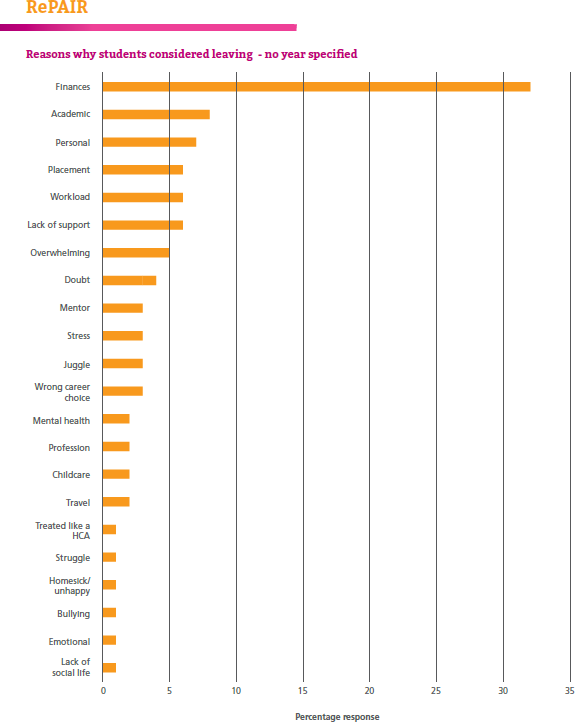 RePAIR
Reasons why students considered leaving - no year specified
Finances
Academic
Personal
Placement
Workload
Lack of support
Overwhelming
Doubt
Mentor
Stress
Juggle
Wrong career
choice
Mental health
Profession
Childcare
Travel
Treated like a
HCA
Struggle
Homesick/
unhappy
Bullying
Emotional
Lack of
social life
0 5 10 15 20 25 30 35
Percentage response